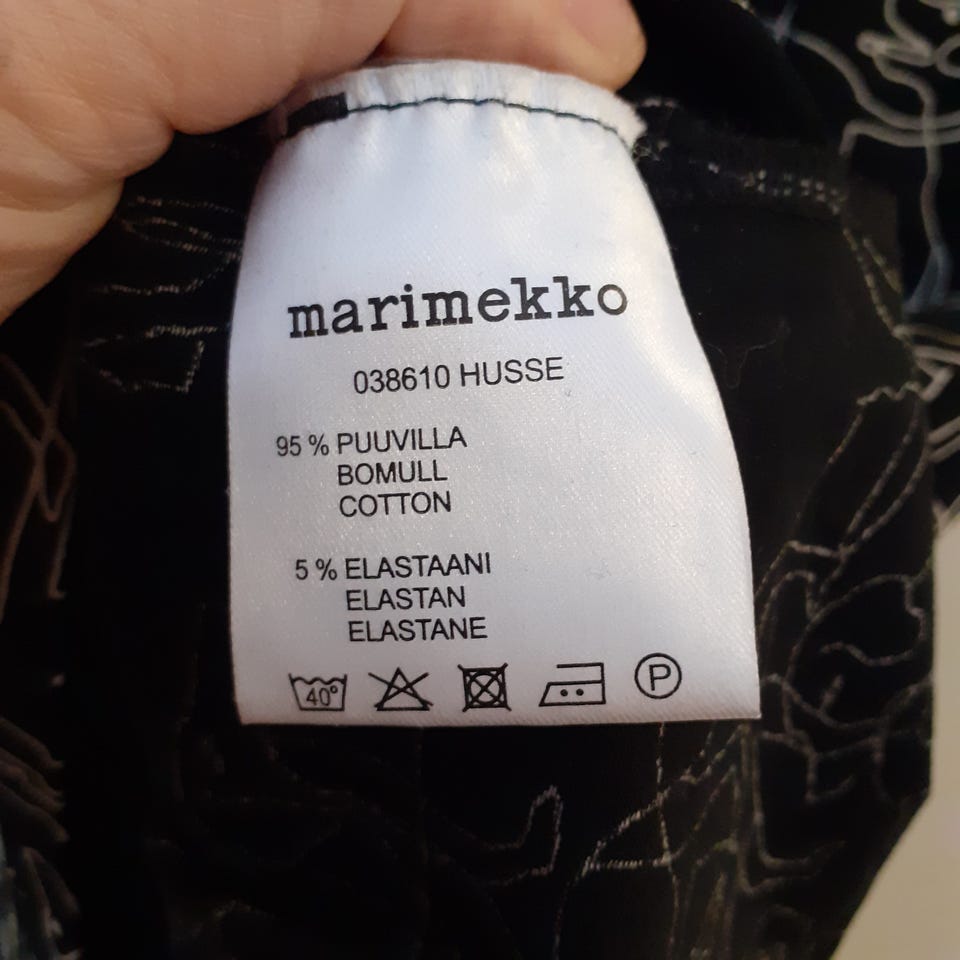 marimekko
038610 HUSSE
95 % PUUVILLA
BOMULL
COTTON
5 % ELASTAANI
ELASTAN
ELASTANE
40° P